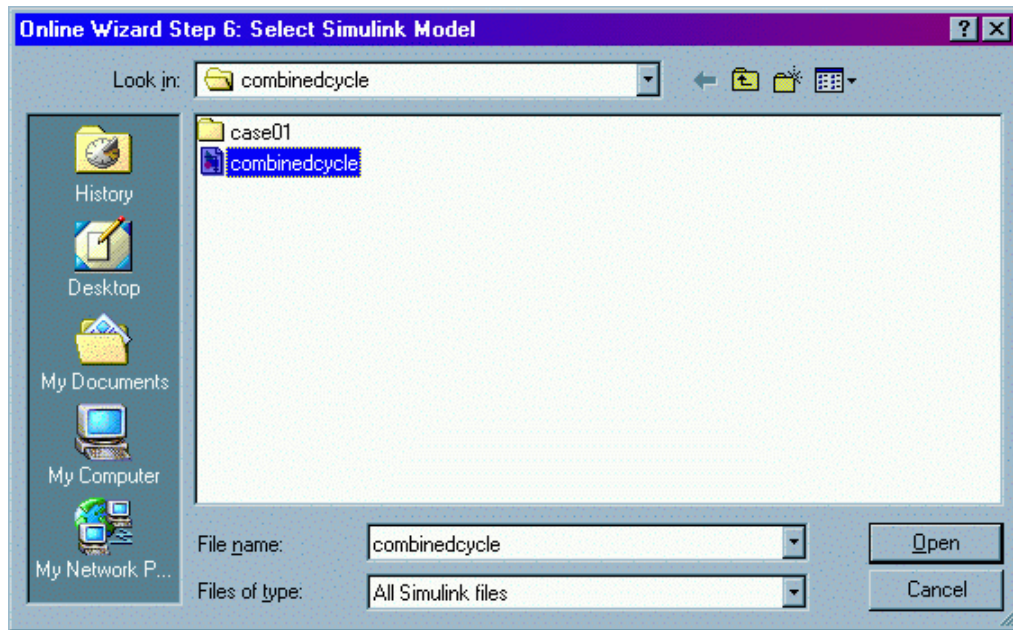 Online Wizard Step 6: Select Simulink Model
Look in: combinedcycle
case01
combinedcycle
History
Desktop
My Documents
My Computer
My Network P...
File name: combinedcycle
Open
Files of type: All Simulink files
Cancel